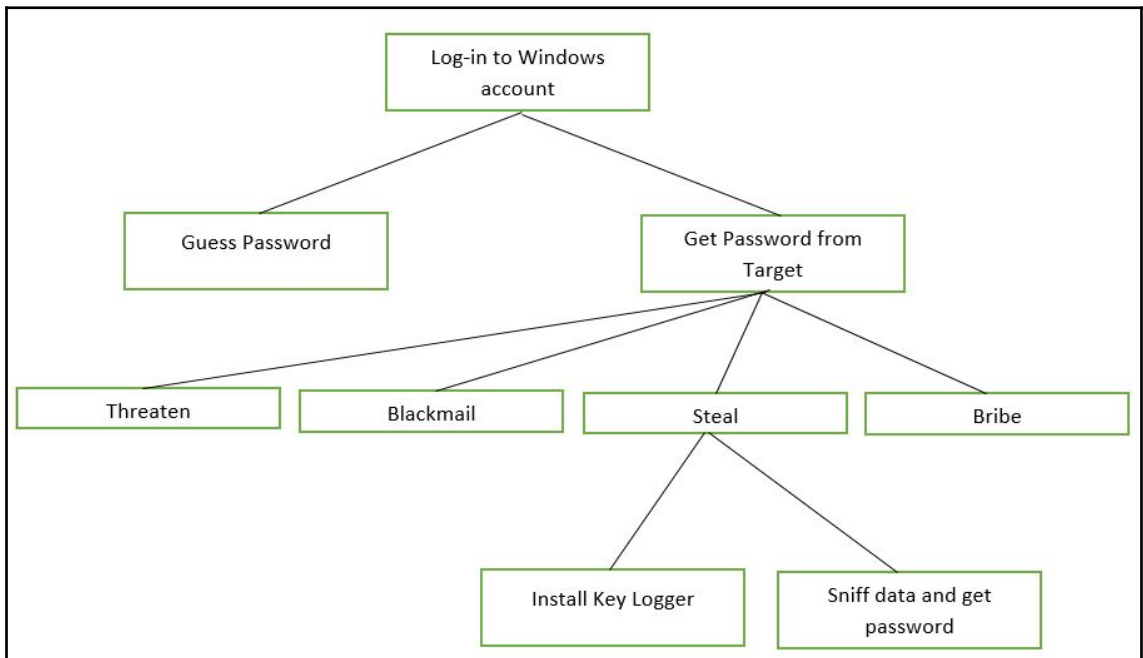 Log-in to Windows
account
Guess Password
Get Password from
Target
Threaten
Blackmail
Steal
Bribe
Install Key Logger
Sniff data and get
password